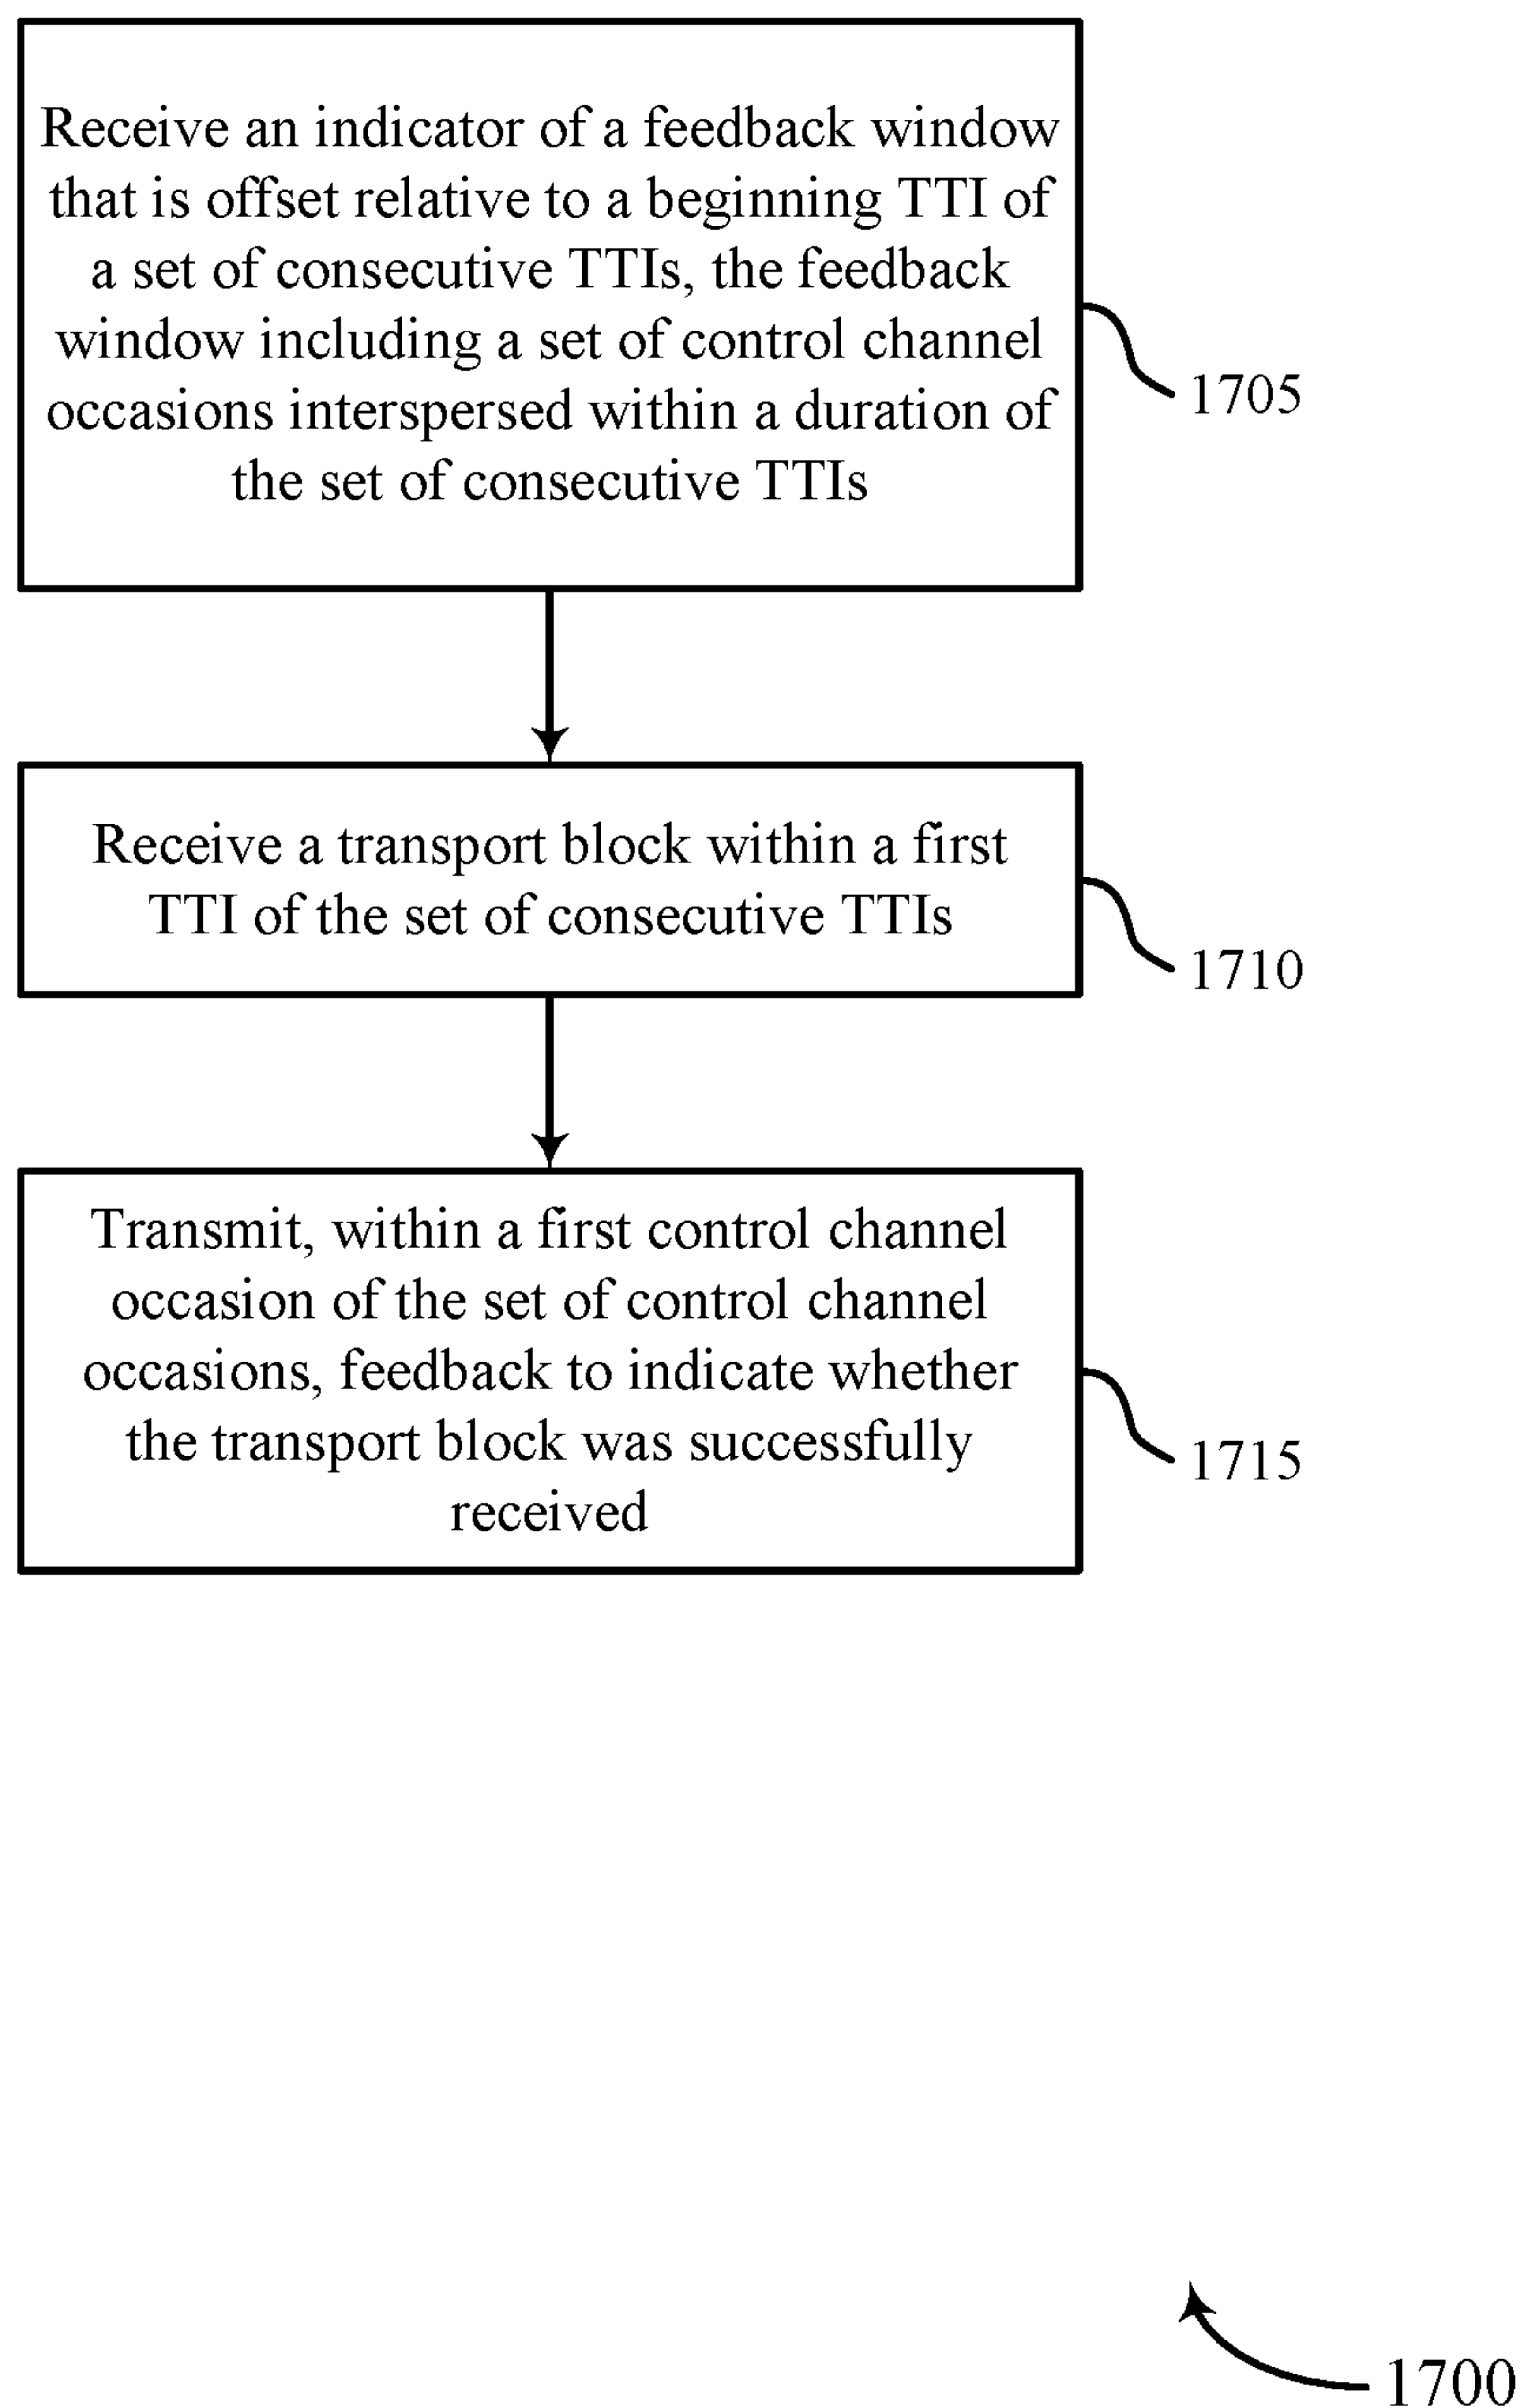 Receive an indicator of a feedback window
that is offset relative to a beginning TTI of
a set of consecutive TTIs, the feedback
window including a set of control channel
occasions interspersed within a duration of
the set of consecutive TTIs
1705
Receive a transport block within a first
TTI of the set of consecutive TTIs
1710
Transmit, within a first control channel
occasion of the set of control channel
occasions, feedback to indicate whether
the transport block was successfully
received
1715
1700